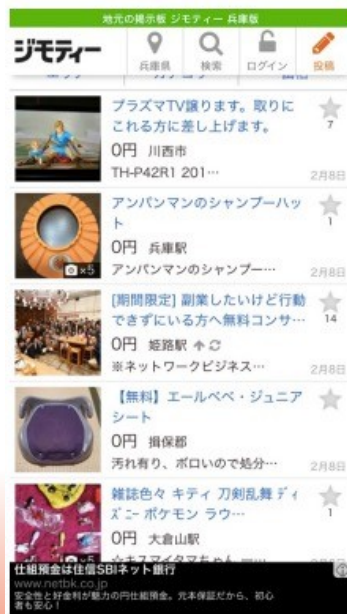 地元の掲示板 ジモティー 兵庫版
ジモティー
兵庫県 検索 ログイン 投稿
プラズマTV譲ります。取りに
これる方に差し上げます。
7
0円 川西市
TH-P42R1 201…
2月8日
アンパンマンのシャンプーハッ
ト
1
0円 兵庫駅
×5
アンパンマンのシャンプー…
2月8日
[期間限定] 副業したいけど行動
できずにいる方へ無料コンサ…
14
0円 姫路駅
※ネットワークビジネス…
2月8日
【無料】エールベベ・ジュニア
シート
0円 揖保郡
汚れ有り、ボロいので処分…
2月8日
雑誌色々 キティ 刀剣乱舞 ディ
ズニー ポケモン ラウ…
1
0円 大倉山駅
×5
仕組預金は住信SBIネット銀行
www.netbk.co.jp
安全性と好金利が魅力の円仕組預金。元本保証だから、初心
者も安心！